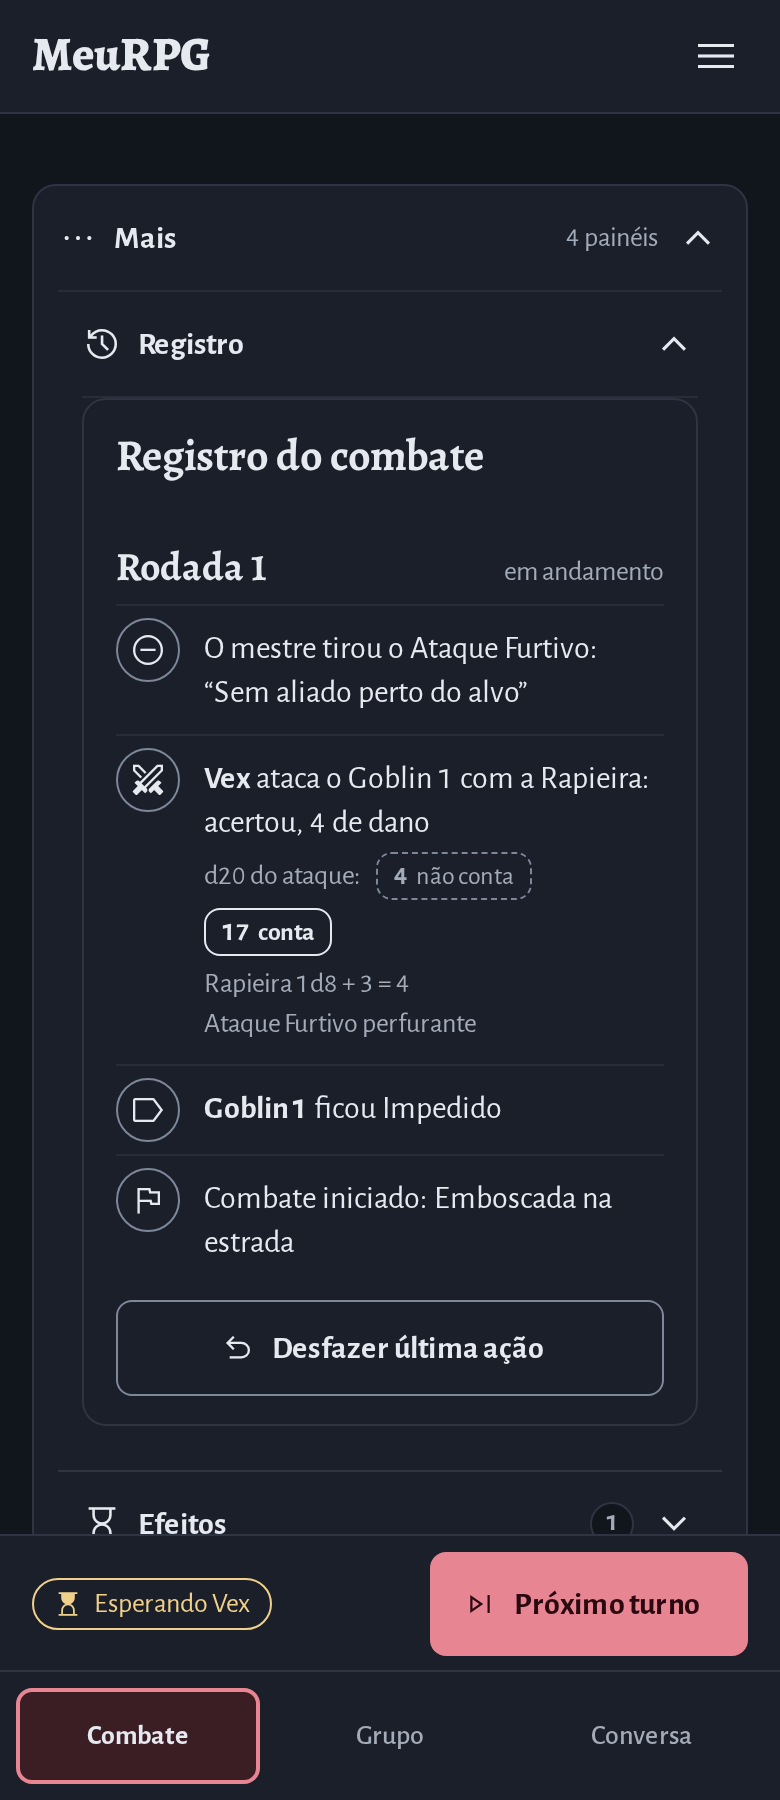 MeuRPG
Mais
4 painéis
Registro
Registro do combate
Rodada 1
em andamento
O mestre tirou o Ataque Furtivo:
“Sem aliado perto do alvo”
Vex ataca o Goblin 1 com a Rapieira:
acertou, 4 de dano
d20 do ataque: 4 não conta
17 conta
Rapieira 1d8 + 3 = 4
Ataque Furtivo perfurante
Goblin 1 ficou Impedido
Combate iniciado: Emboscada na
estrada
Desfazer última ação
Efeitos
1
Esperando Vex
Próximo turno
Combate
Grupo
Conversa